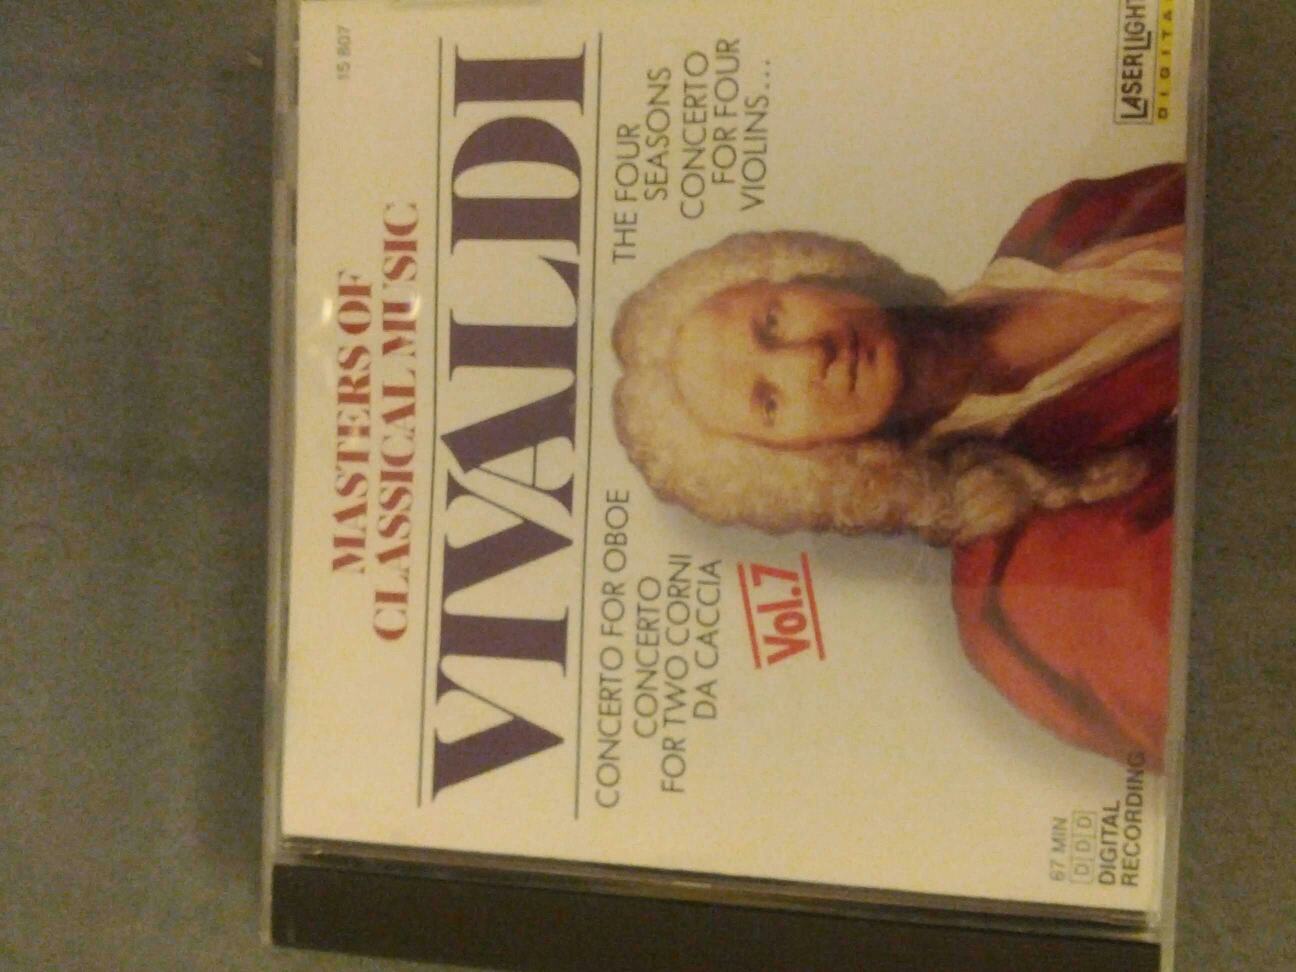 15 807
MASTERS OF
CLASSICAL MUSIC
VIVALDI
CONCERTO FOR OBOE
CONCERTO
FOR TWO CORNI
DA CACCIA
THE FOUR
SEASONS
CONCERTO
FOR FOUR
VIOLINS...
Vol.7
67 MIN
DDD
DIGITAL
RECORDING
LASERLIGHT
DIGITAL